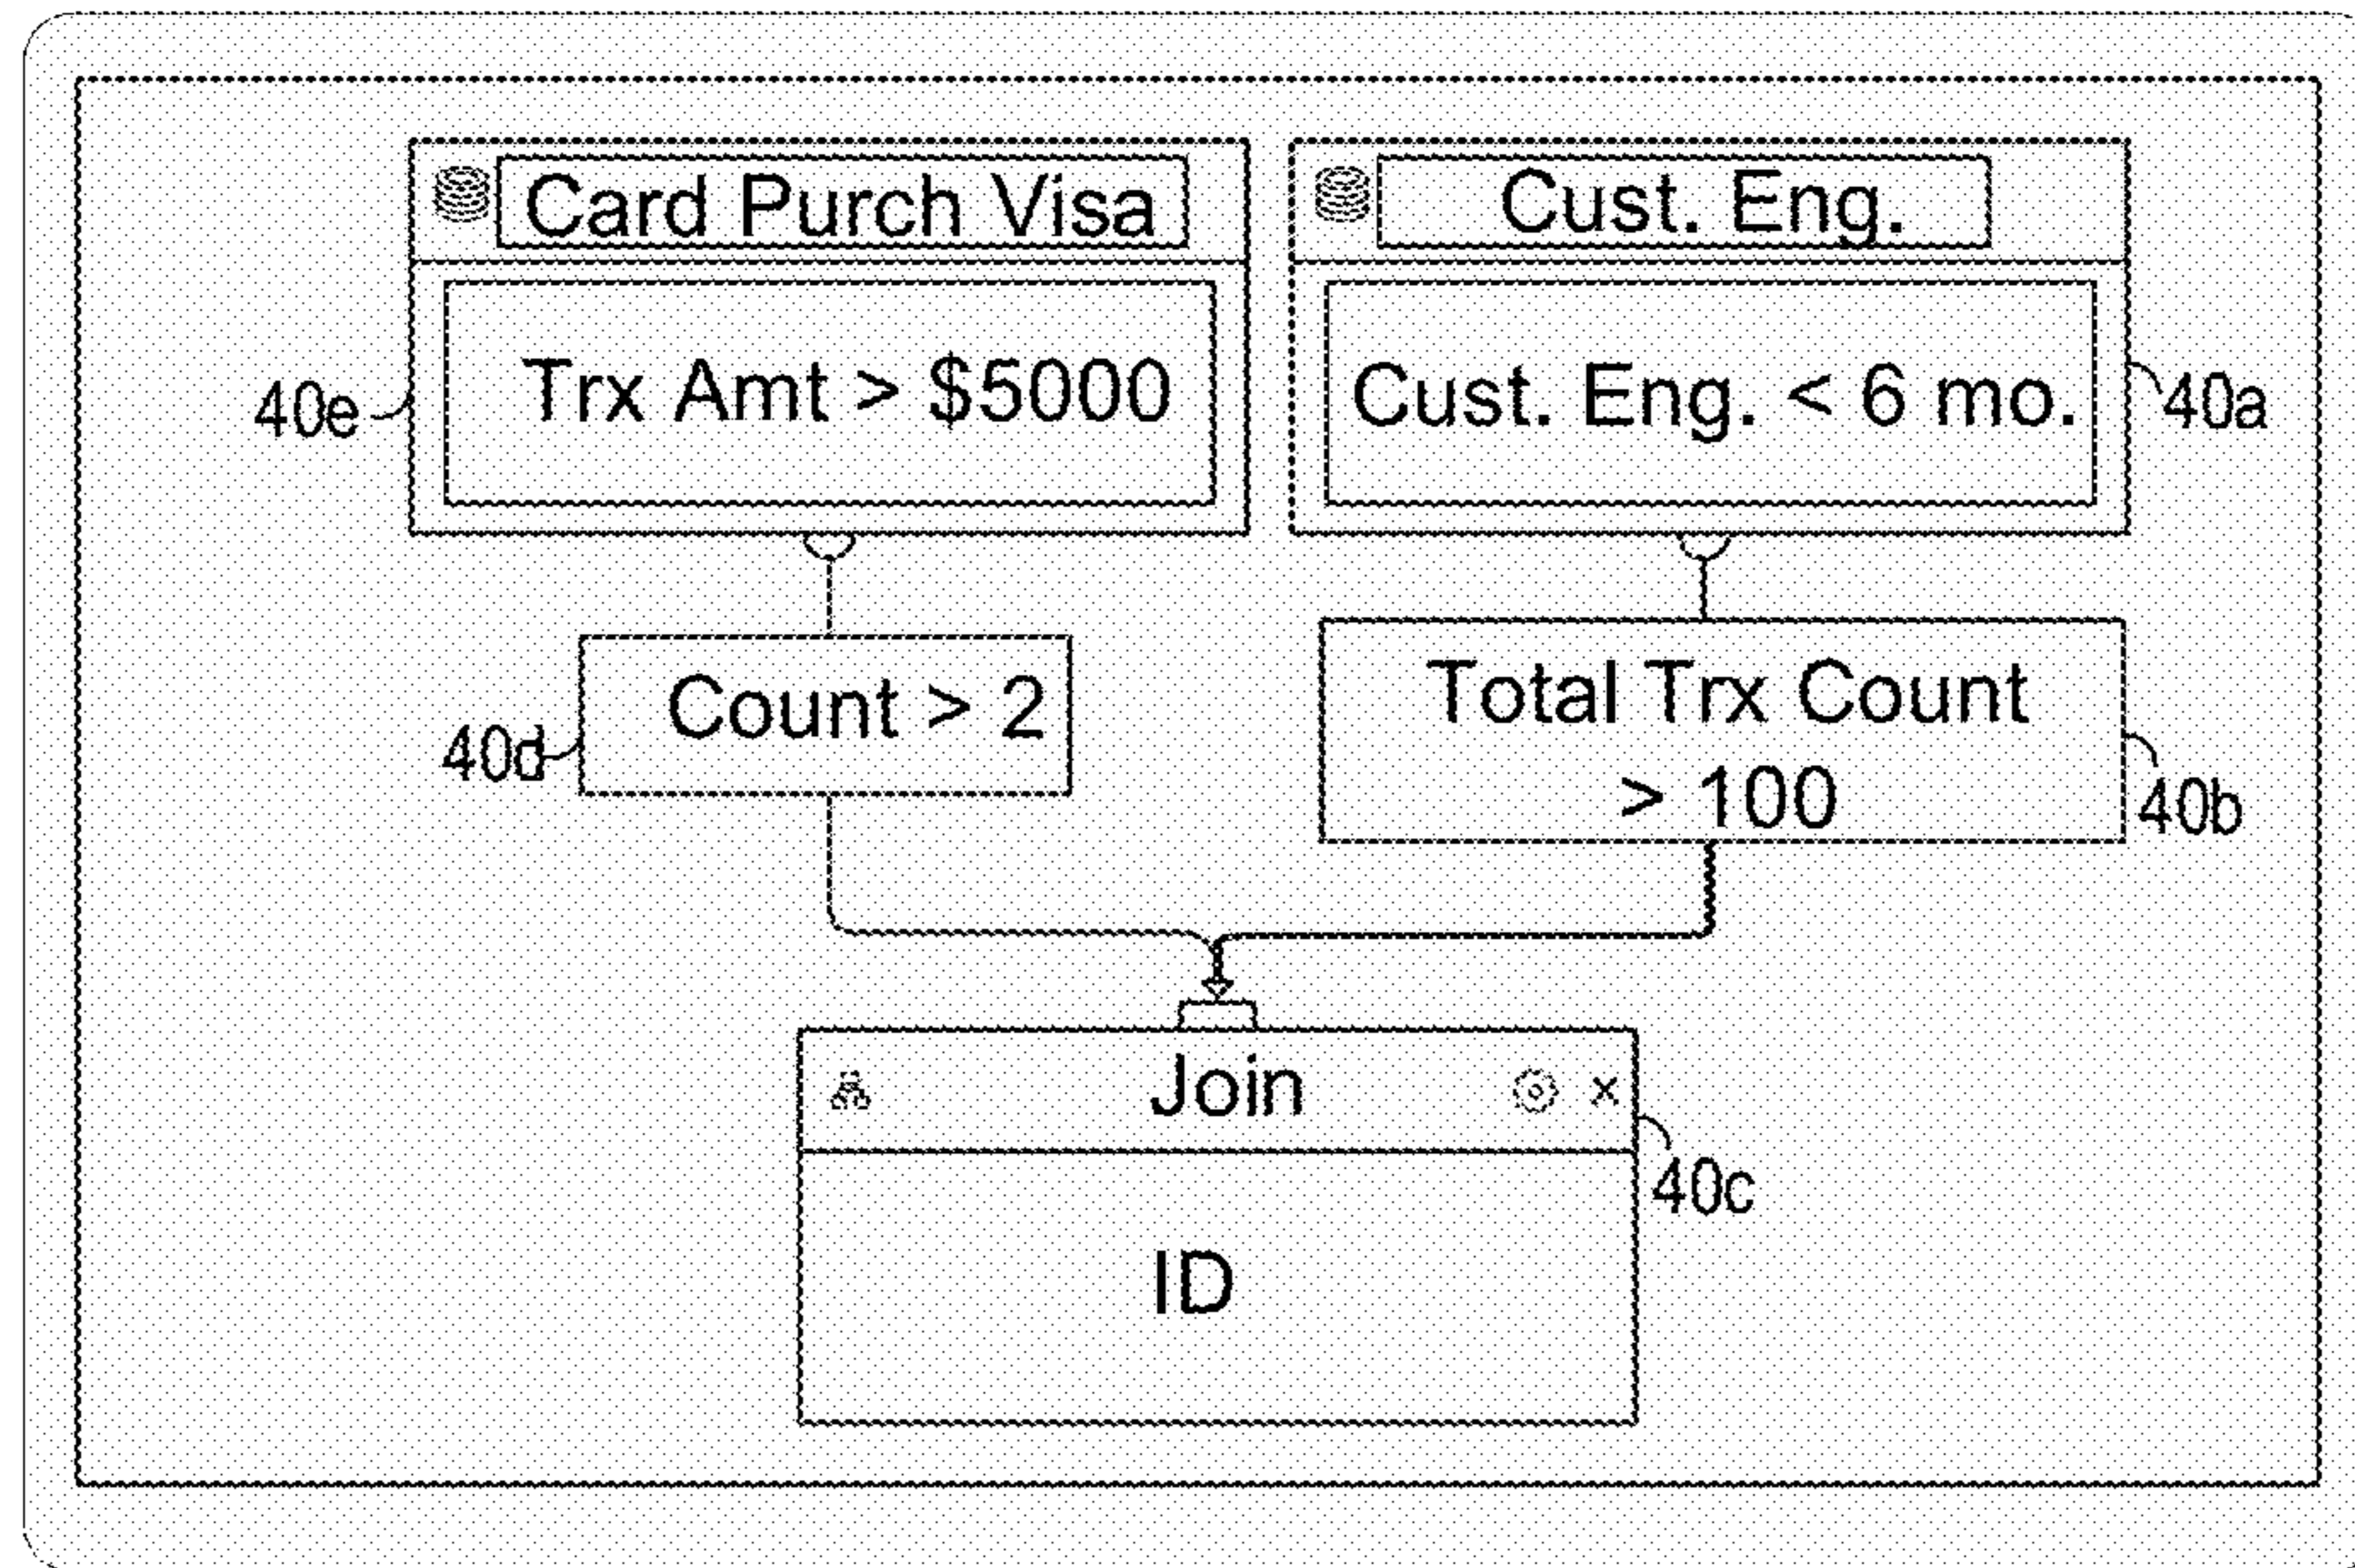 Card Purch Visa
Cust. Eng.
Trx Amt > $5000
Cust. Eng. < 6 mo.
40e
40a
Count > 2
Total Trx Count
> 100
40d
40b
Join
x
40c
ID